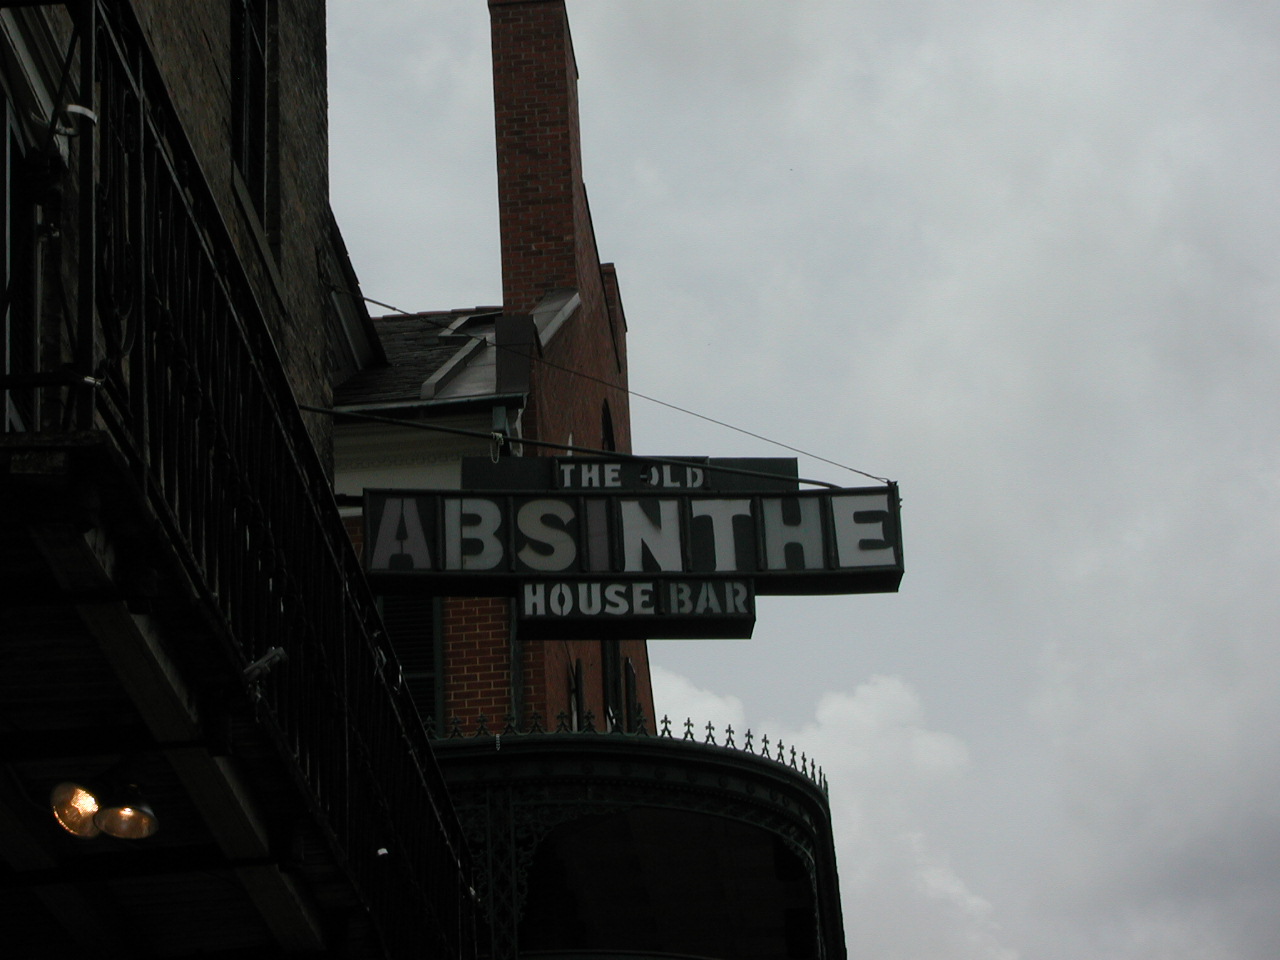 THE OLD
ABSINTHE
HOUSE BAR